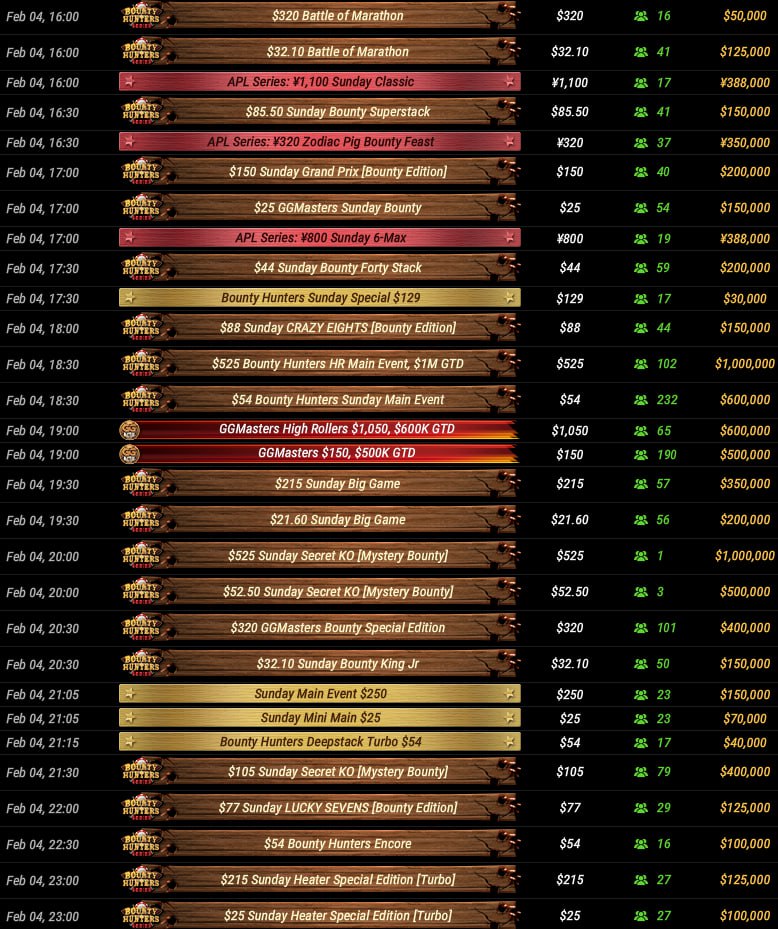 Feb 04, 16:00 BOUNTY HUNTERS $320 Battle of Marathon $320 16 $50,000
Feb 04, 16:00 BOUNTY HUNTERS $32.10 Battle of Marathon $32.10 41 $125,000
Feb 04, 16:00 APL Series: ¥1,100 Sunday Classic ¥1,100 17 ¥388,000
Feb 04, 16:30 BOUNTY HUNTERS $85.50 Sunday Bounty Superstack $85.50 41 $150,000
Feb 04, 16:30 APL Series: ¥320 Zodiac Pig Bounty Feast ¥320 37 ¥350,000
Feb 04, 17:00 BOUNTY HUNTERS $150 Sunday Grand Prix [Bounty Edition] $150 40 $200,000
Feb 04, 17:00 BOUNTY HUNTERS $25 GGMasters Sunday Bounty $25 54 $150,000
Feb 04, 17:00 APL Series: ¥800 Sunday 6-Max ¥800 19 ¥388,000
Feb 04, 17:30 BOUNTY HUNTERS $44 Sunday Bounty Forty Stack $44 59 $200,000
Feb 04, 17:30 Bounty Hunters Sunday Special $129 $129 17 $30,000
Feb 04, 18:00 BOUNTY HUNTERS $88 Sunday CRAZY EIGHTS [Bounty Edition] $88 44 $150,000
Feb 04, 18:30 BOUNTY HUNTERS $525 Bounty Hunters HR Main Event, $1M GTD $525 102 $1,000,000
Feb 04, 18:30 BOUNTY HUNTERS $54 Bounty Hunters Sunday Main Event $54 232 $600,000
Feb 04, 19:00 GGMasters High Rollers $1,050, $600K GTD $1,050 65 $600,000
Feb 04, 19:00 GGMasters $150, $500K GTD $150 190 $500,000
Feb 04, 19:30 BOUNTY HUNTERS $215 Sunday Big Game $215 57 $350,000
Feb 04, 19:30 BOUNTY HUNTERS $21.60 Sunday Big Game $21.60 56 $200,000
Feb 04, 20:00 BOUNTY HUNTERS $525 Sunday Secret KO [Mystery Bounty] $525 1 $1,000,000
Feb 04, 20:00 BOUNTY HUNTERS $52.50 Sunday Secret KO [Mystery Bounty] $52.50 3 $500,000
Feb 04, 20:30 BOUNTY HUNTERS $320 GGMasters Bounty Special Edition $320 101 $400,000
Feb 04, 20:30 BOUNTY HUNTERS $32.10 Sunday Bounty King Jr $32.10 50 $150,000
Feb 04, 21:05 Sunday Main Event $250 $250 23 $150,000
Feb 04, 21:05 Sunday Mini Main $25 $25 23 $70,000
Feb 04, 21:15 Bounty Hunters Deepstack Turbo $54 $54 17 $40,000
Feb 04, 21:30 BOUNTY HUNTERS $105 Sunday Secret KO [Mystery Bounty] $105 79 $400,000
Feb 04, 22:00 BOUNTY HUNTERS $77 Sunday LUCKY SEVENS [Bounty Edition] $77 29 $125,000
Feb 04, 22:30 BOUNTY HUNTERS $54 Bounty Hunters Encore $54 16 $100,000
Feb 04, 23:00 BOUNTY HUNTERS $215 Sunday Heater Special Edition [Turbo] $215 27 $125,000
Feb 04, 23:00 BOUNTY HUNTERS $25 Sunday Heater Special Edition [Turbo] $25 27 $100,000